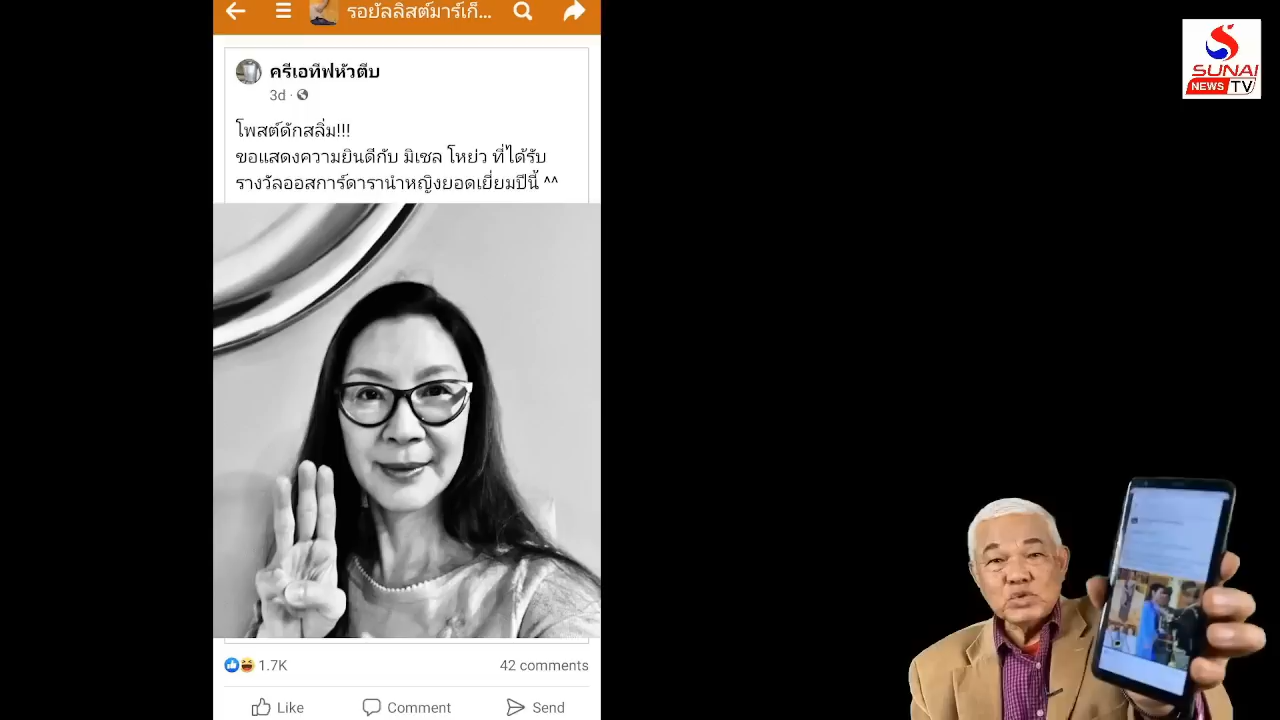 รอยัลลิสต์มาร์เก็...
ครีเอทีฟหัวตีบ
3d
โพสต์ดักสลิ่ม!!!
ขอแสดงความยินดีกับ มิเชล โหย่ว ที่ได้รับ
รางวัลออสการ์ดารานำหญิงยอดเยี่ยมปีนี้ ^^
1.7K
42 comments
Like
Comment
Send
SUNAI
NEWS TV